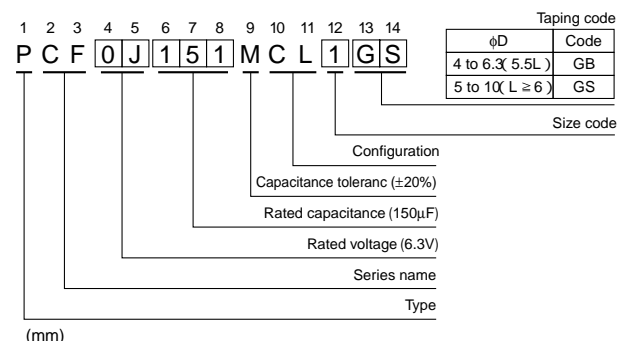 Taping code
1 2 3 4 5 6 7 8 9 10 11 12 13 14
P C F 0 J 1 5 1 M C L 1 G S
ϕD Code
4 to 6.3( 5.5L ) GB
5 to 10( L ≧ 6 ) GS
Size code
Configuration
Capacitance toleranc (±20%)
Rated capacitance (150μF)
Rated voltage (6.3V)
Series name
Type
(mm)